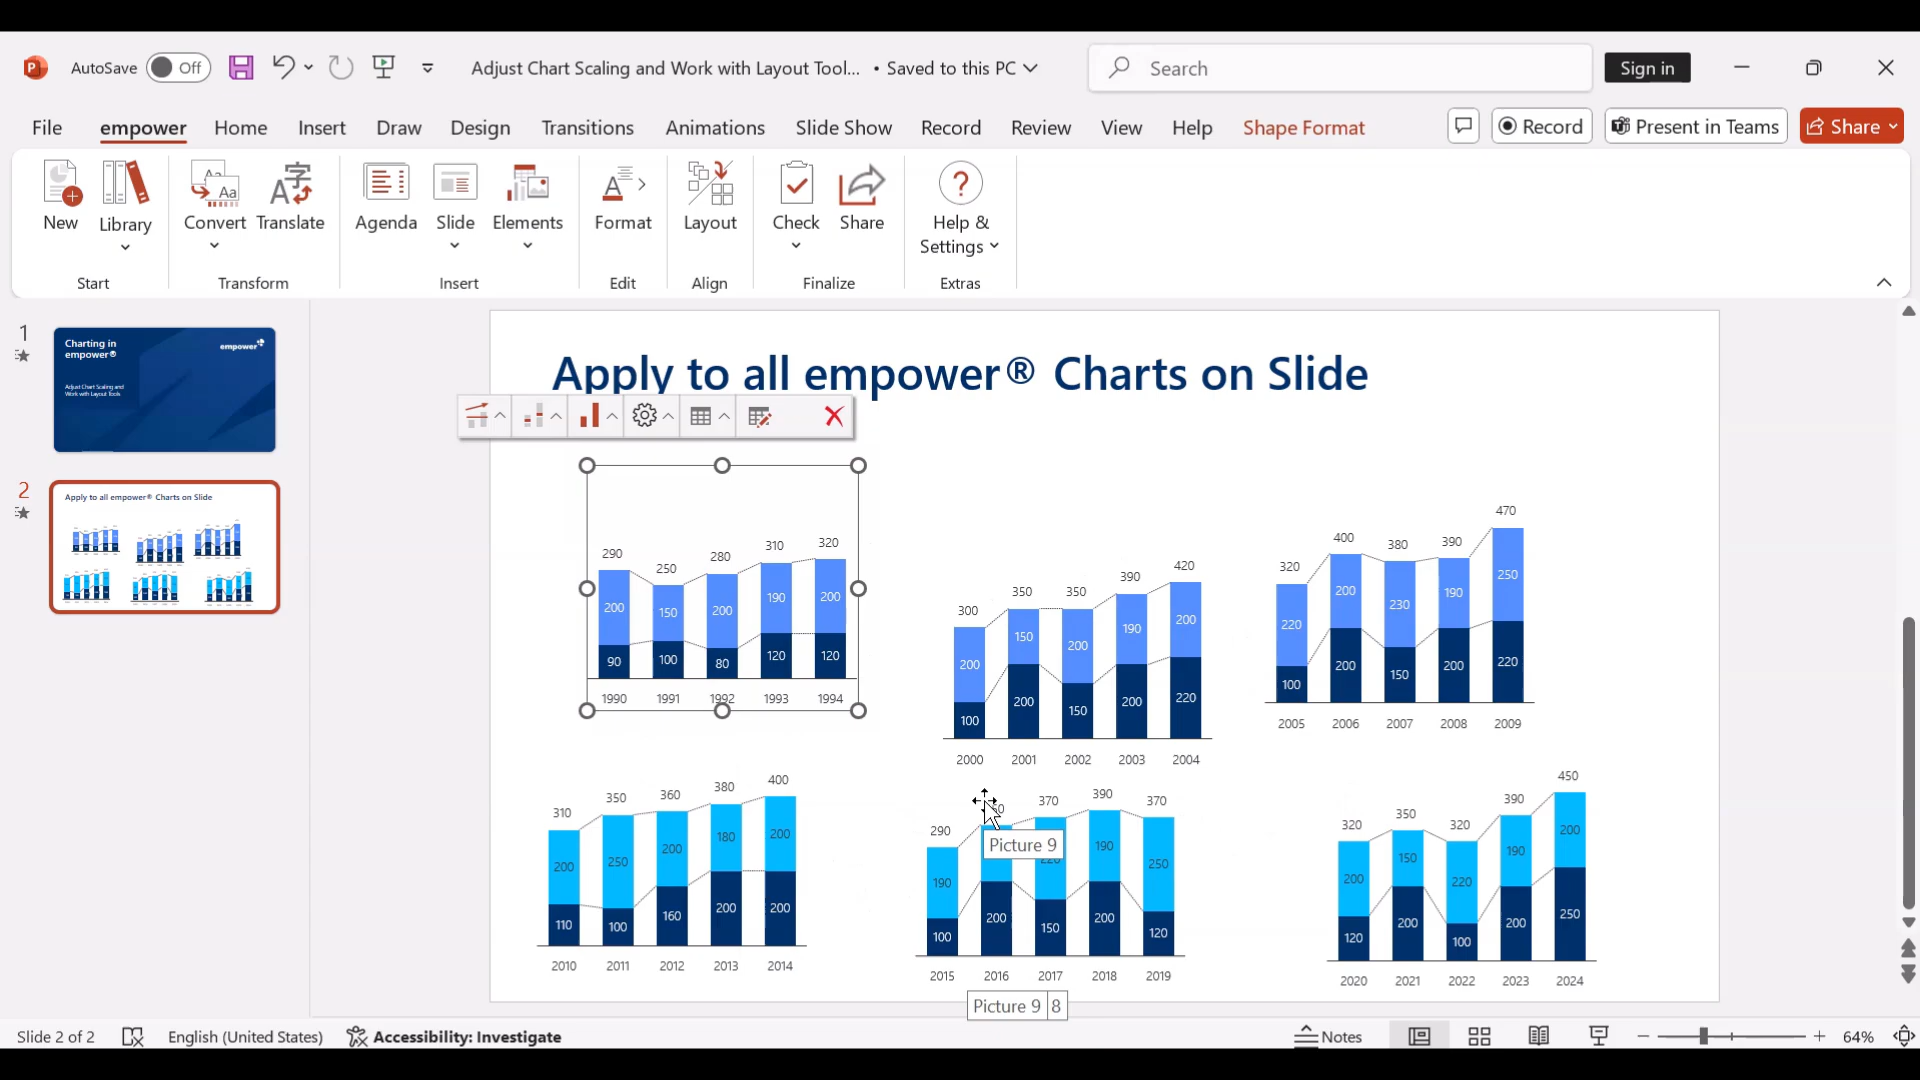 AutoSave Off Adjust Chart Scaling and Work with Layout Tool... • Saved to this PC Search Sign in
File empower Home Insert Draw Design Transitions Animations Slide Show Record Review View Help Shape Format Record Present in Teams Share
New Library Convert Translate Agenda Slide Elements Format Layout Check Share Help &
Settings
Start Transform Insert Edit Align Finalize Extras
1
Charting in
empower®
empower
Adjust Chart Scaling and
Work with Layout Tools
2
Apply to all empower® Charts on Slide
Apply to all empower® Charts on Slide
290 250 280 310 320
200 150 200 190 200
90 100 80 120 120
1990 1991 1992 1993 1994
300 350 350 390 420
200 150 200 190 200
100 200 150 200 220
2000 2001 2002 2003 2004
320 400 380 390 470
220 200 230 190 250
100 200 150 200 220
2005 2006 2007 2008 2009
310 350 360 380 400
200 250 200 180 200
110 100 160 200 200
2010 2011 2012 2013 2014
290 370 390 370
190 220 190 250
100 200 150 200 120
2015 2016 2017 2018 2019
Picture 9
Picture 9 8
320 350 320 390 450
200 150 220 190 200
120 200 100 200 250
2020 2021 2022 2023 2024
Slide 2 of 2 English (United States) Accessibility: Investigate Notes 64%